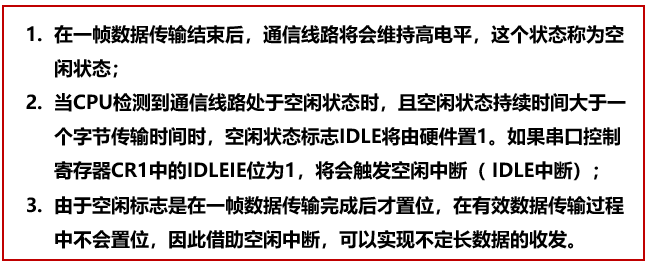 1. 在一帧数据传输结束后，通信线路将会维持高电平，这个状态称为空
闲状态；
2. 当CPU检测到通信线路处于空闲状态时，且空闲状态持续时间大于一
个字节传输时间时，空闲状态标志IDLE将由硬件置1。如果串口控制
寄存器CR1中的IDLEIE位为1，将会触发空闲中断（ IDLE中断）；
3. 由于空闲标志是在一帧数据传输完成后才置位，在有效数据传输过程
中不会置位，因此借助空闲中断，可以实现不定长数据的收发。